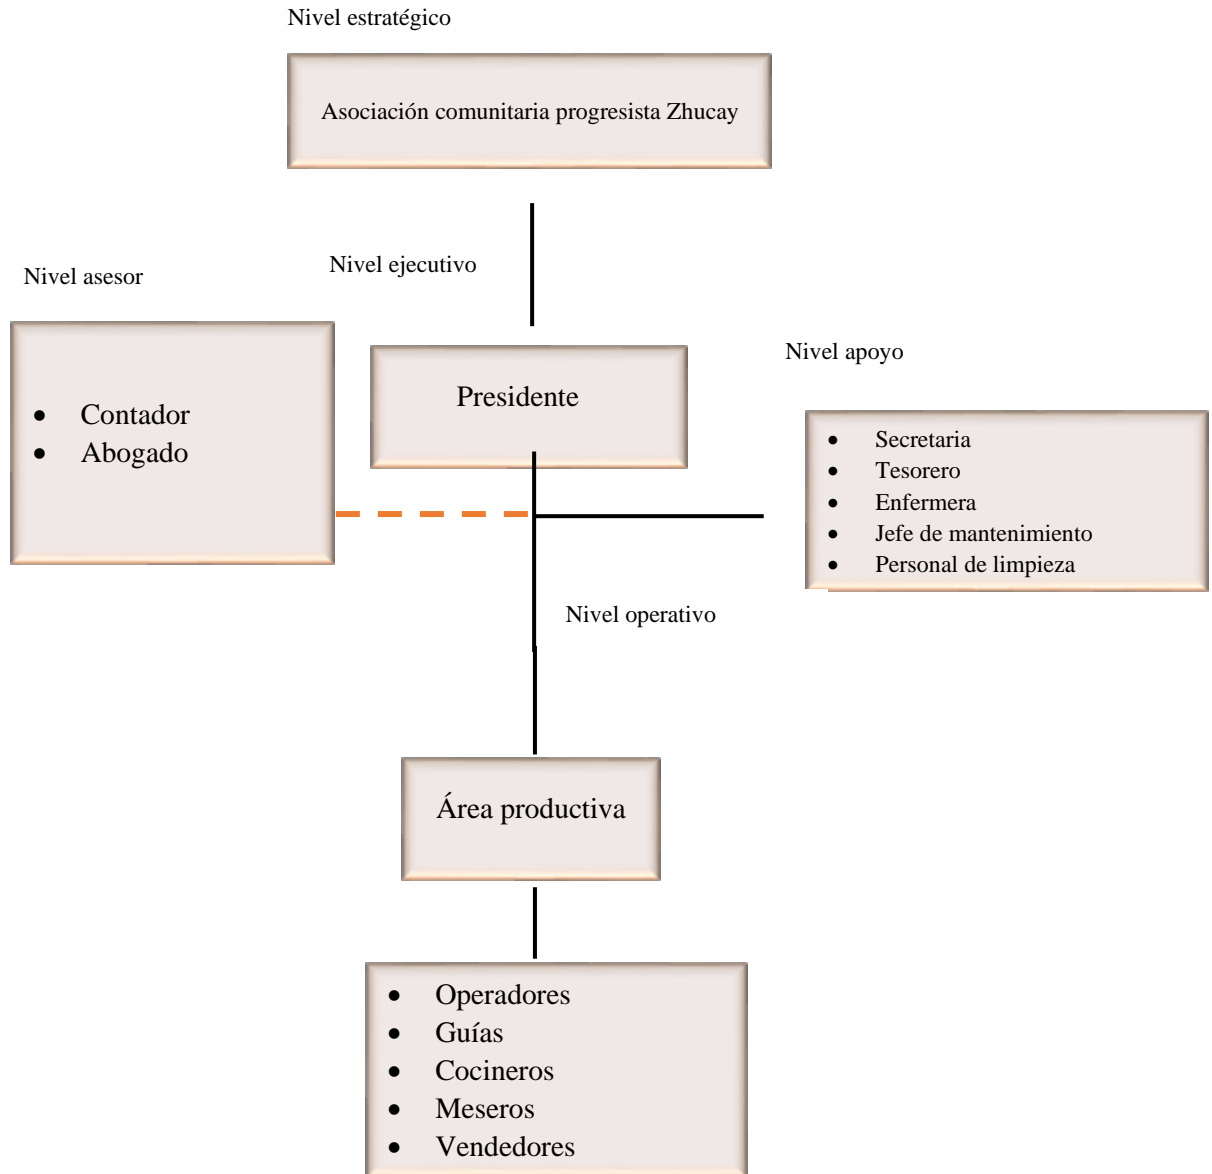 Nivel estratégico
Asociación comunitaria progresista Zhucay
Nivel ejecutivo
Nivel asesor
Nivel apoyo
Presidente
• Contador
• Abogado
• Secretaria
• Tesorero
• Enfermera
• Jefe de mantenimiento
• Personal de limpieza
Nivel operativo
Área productiva
• Operadores
• Guías
• Cocineros
• Meseros
• Vendedores